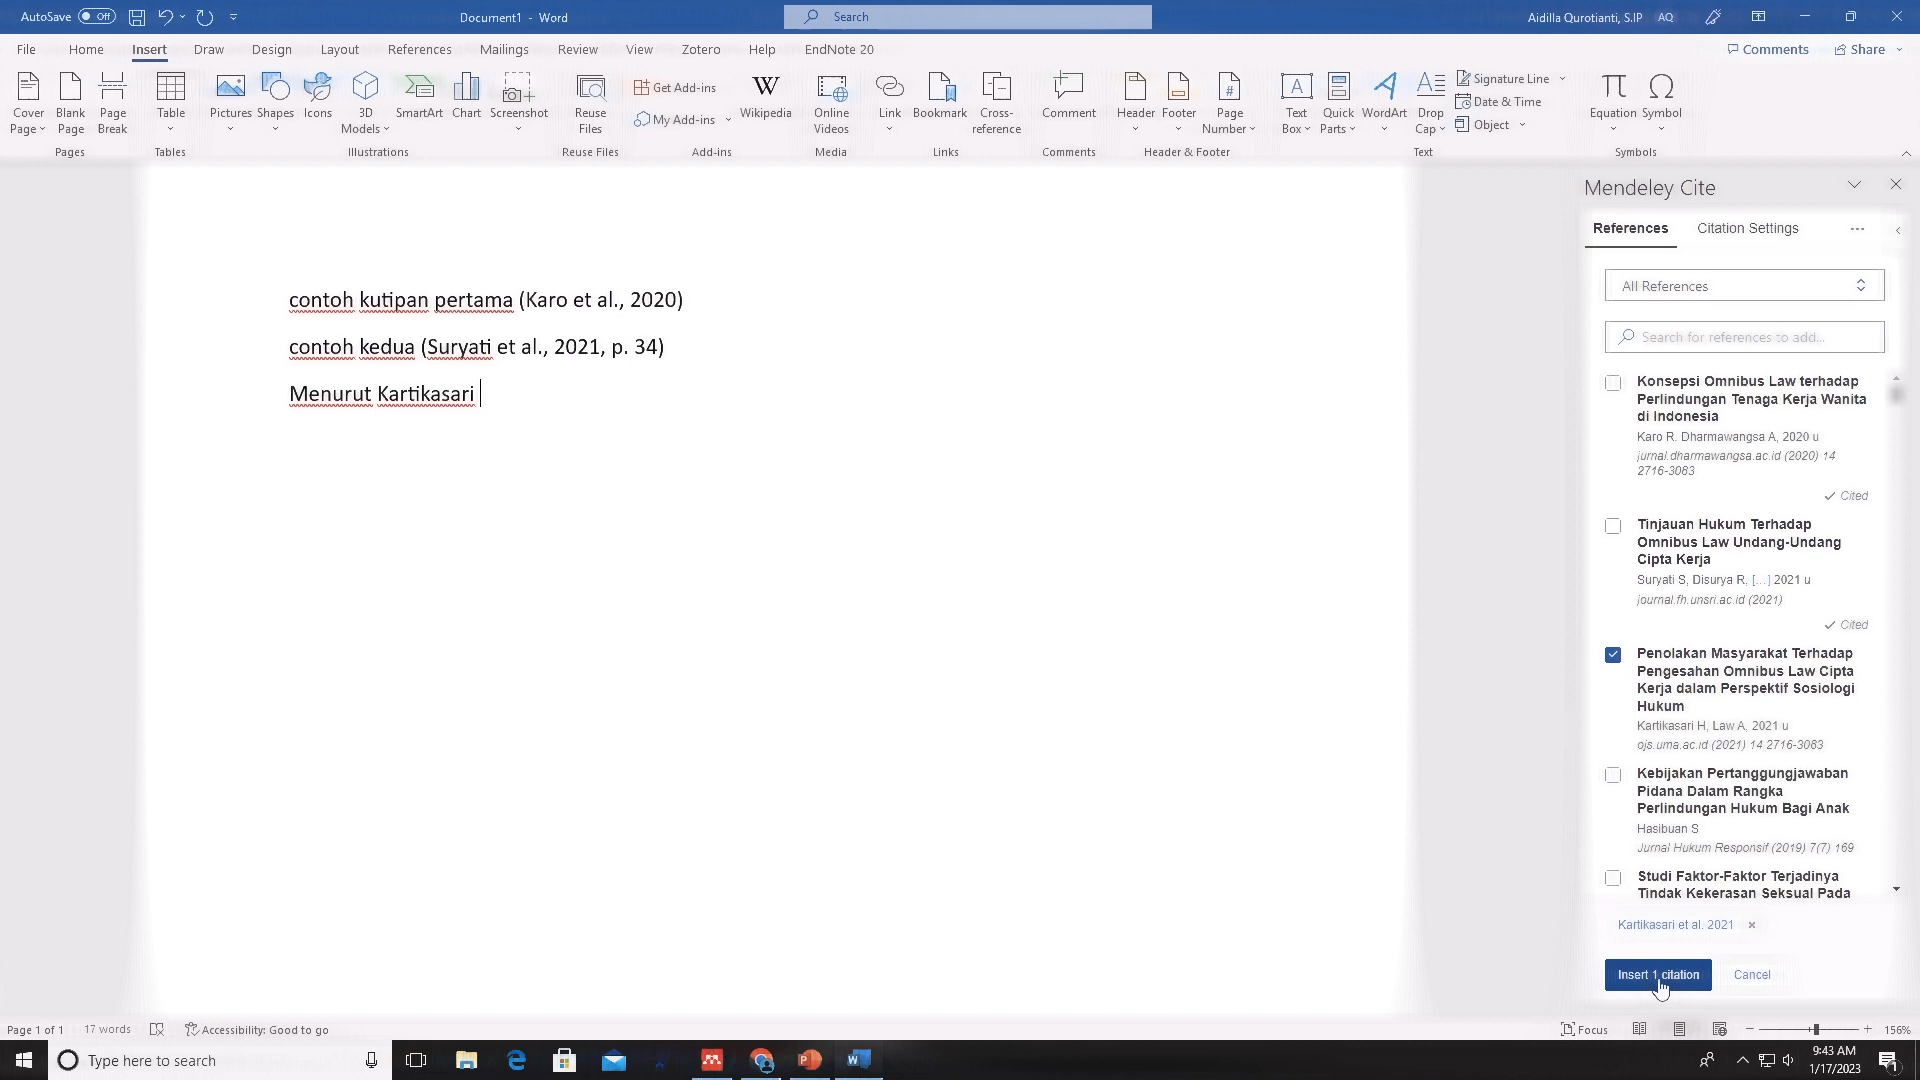 AutoSave Off Document1 - Word Search Aidilla Qurotianti, S.IP AQ
File Home Insert Draw Design Layout References Mailings Review View Zotero Help EndNote 20 Comments Share
Cover Page
Blank Page
Page Break
Pages
Table
Tables
Pictures
Shapes
Icons
3D Models
SmartArt
Chart
Screenshot
Illustrations
Reuse Files
Reuse Files
Get Add-ins
My Add-ins
Wikipedia
Add-ins
Online Videos
Media
Link
Bookmark
Cross-reference
Links
Comment
Comments
Header
Footer
Page Number
Header & Footer
Text Box
Quick Parts
WordArt
Drop Cap
Signature Line
Date & Time
Object
Text
Equation
Symbol
Symbols
contoh kutipan pertama (Karo et al., 2020)
contoh kedua (Suryati et al., 2021, p. 34)
Menurut Kartikasari
Mendeley Cite
References Citation Settings
All References
Search for references to add...
Konsepsi Omnibus Law terhadap
Perlindungan Tenaga Kerja Wanita
di Indonesia
Karo R. Dharmawangsa A, 2020 u
jurnal.dharmawangsa.ac.id (2020) 14
2716-3083
Cited
Tinjauan Hukum Terhadap
Omnibus Law Undang-Undang
Cipta Kerja
Suryati S, Disurya R, [...] 2021 u
journal.fh.unsri.ac.id (2021)
Cited
Penolakan Masyarakat Terhadap
Pengesahan Omnibus Law Cipta
Kerja dalam Perspektif Sosiologi
Hukum
Kartikasari H, Law A, 2021 u
ojs.uma.ac.id (2021) 14 2716-3083
Kebijakan Pertanggungjawaban
Pidana Dalam Rangka
Perlindungan Hukum Bagi Anak
Hasibuan S
Jurnal Hukum Responsif (2019) 7(7) 169
Studi Faktor-Faktor Terjadinya
Tindak Kekerasan Seksual Pada
Kartikasari et al. 2021 ×
Insert 1 citation Cancel
Page 1 of 1 17 words Accessibility: Good to go Focus 156%
Type here to search
9:43 AM
1/17/2023